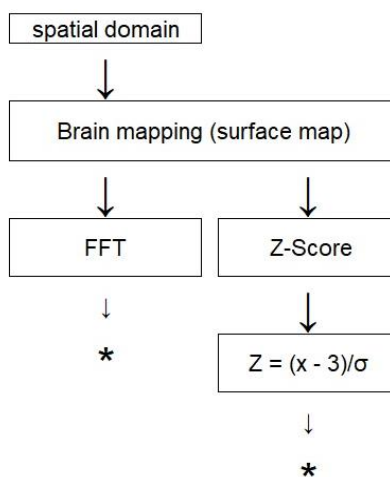 spatial domain
Brain mapping (surface map)
FFT
Z-Score
*
Z = (x - 3)/σ
*